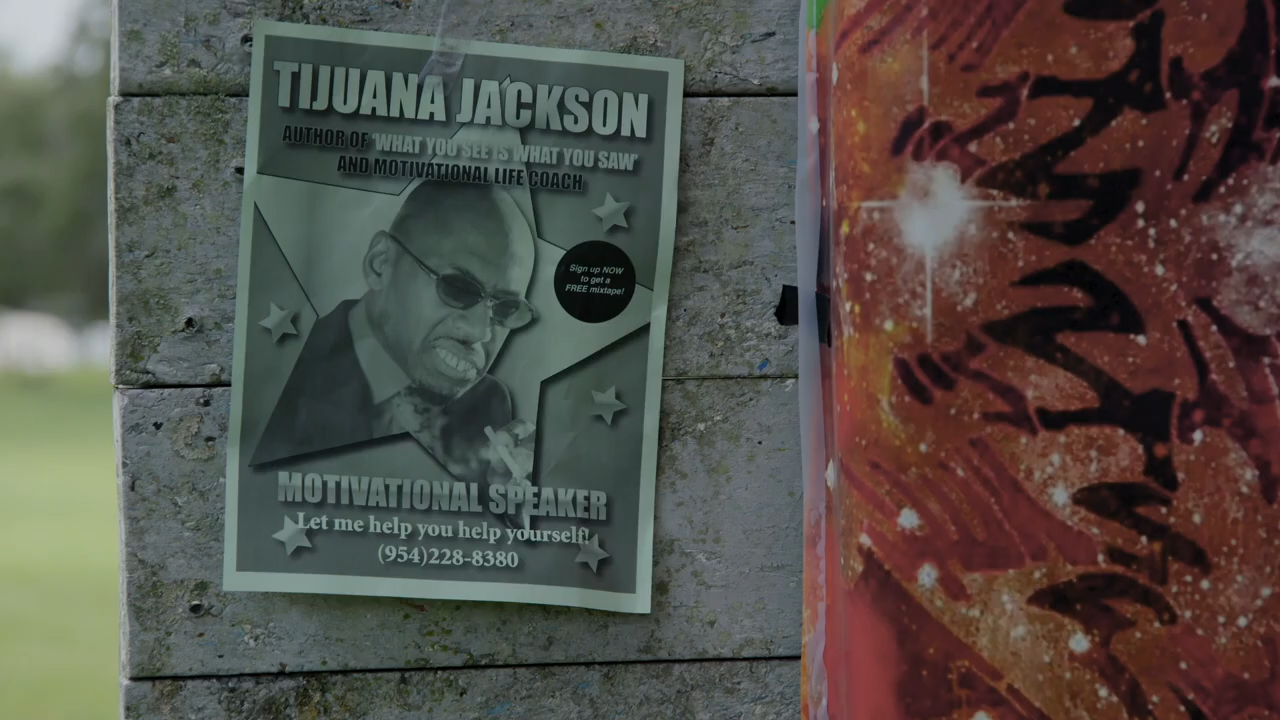 TIJUANA JACKSON
AUTHOR OF 'WHAT YOU SEE IS WHAT YOU SAW'
AND MOTIVATIONAL LIFE COACH
Sign up NOW
to get a
FREE mixtape!
MOTIVATIONAL SPEAKER
Let me help you help yourself!
(954)228-8380